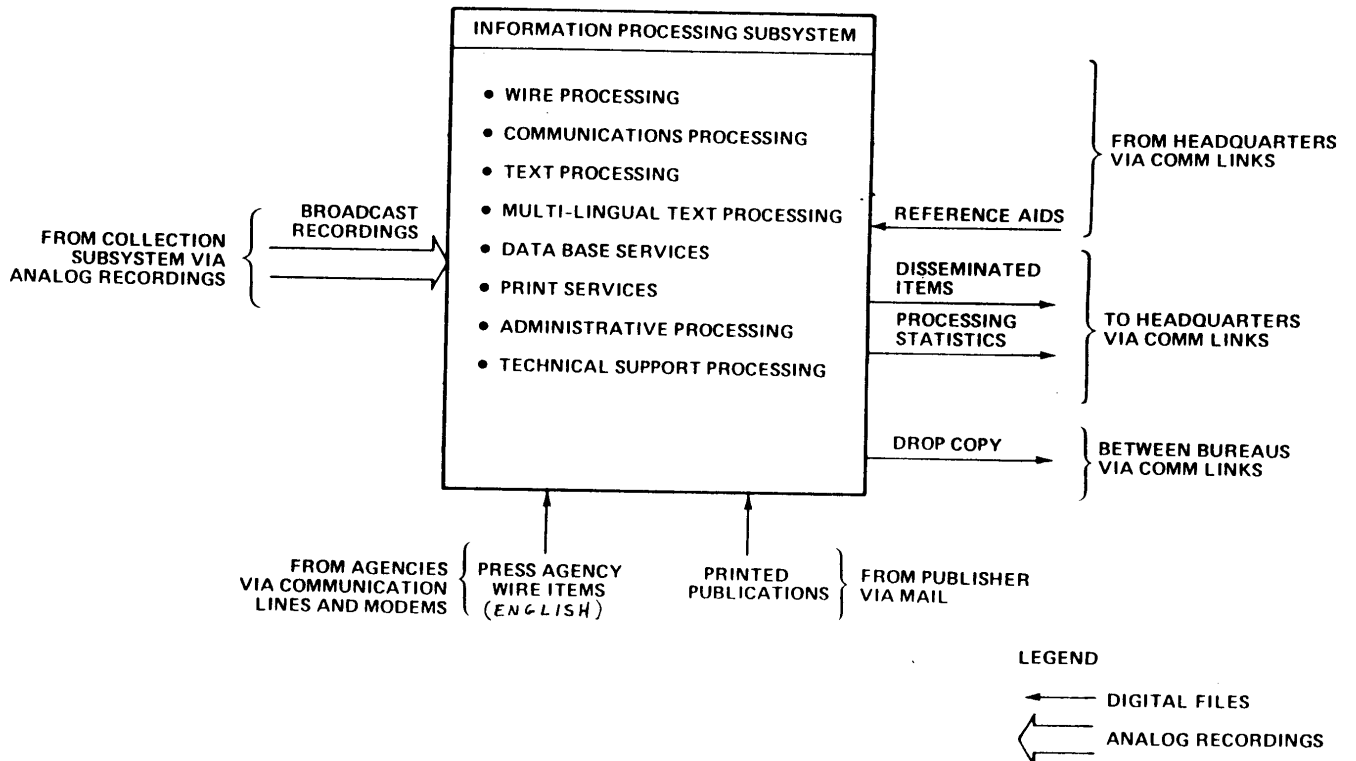 INFORMATION PROCESSING SUBSYSTEM
• WIRE PROCESSING
• COMMUNICATIONS PROCESSING
• TEXT PROCESSING
• MULTI-LINGUAL TEXT PROCESSING
• DATA BASE SERVICES
• PRINT SERVICES
• ADMINISTRATIVE PROCESSING
• TECHNICAL SUPPORT PROCESSING
FROM COLLECTION
SUBSYSTEM VIA
ANALOG RECORDINGS
BROADCAST
RECORDINGS
FROM HEADQUARTERS
VIA COMM LINKS
REFERENCE AIDS
DISSEMINATED
ITEMS
PROCESSING
STATISTICS
TO HEADQUARTERS
VIA COMM LINKS
DROP COPY
BETWEEN BUREAUS
VIA COMM LINKS
FROM AGENCIES
VIA COMMUNICATION
LINES AND MODEMS
PRESS AGENCY
WIRE ITEMS
(ENGLISH)
PRINTED
PUBLICATIONS
FROM PUBLISHER
VIA MAIL
LEGEND
DIGITAL FILES
ANALOG RECORDINGS